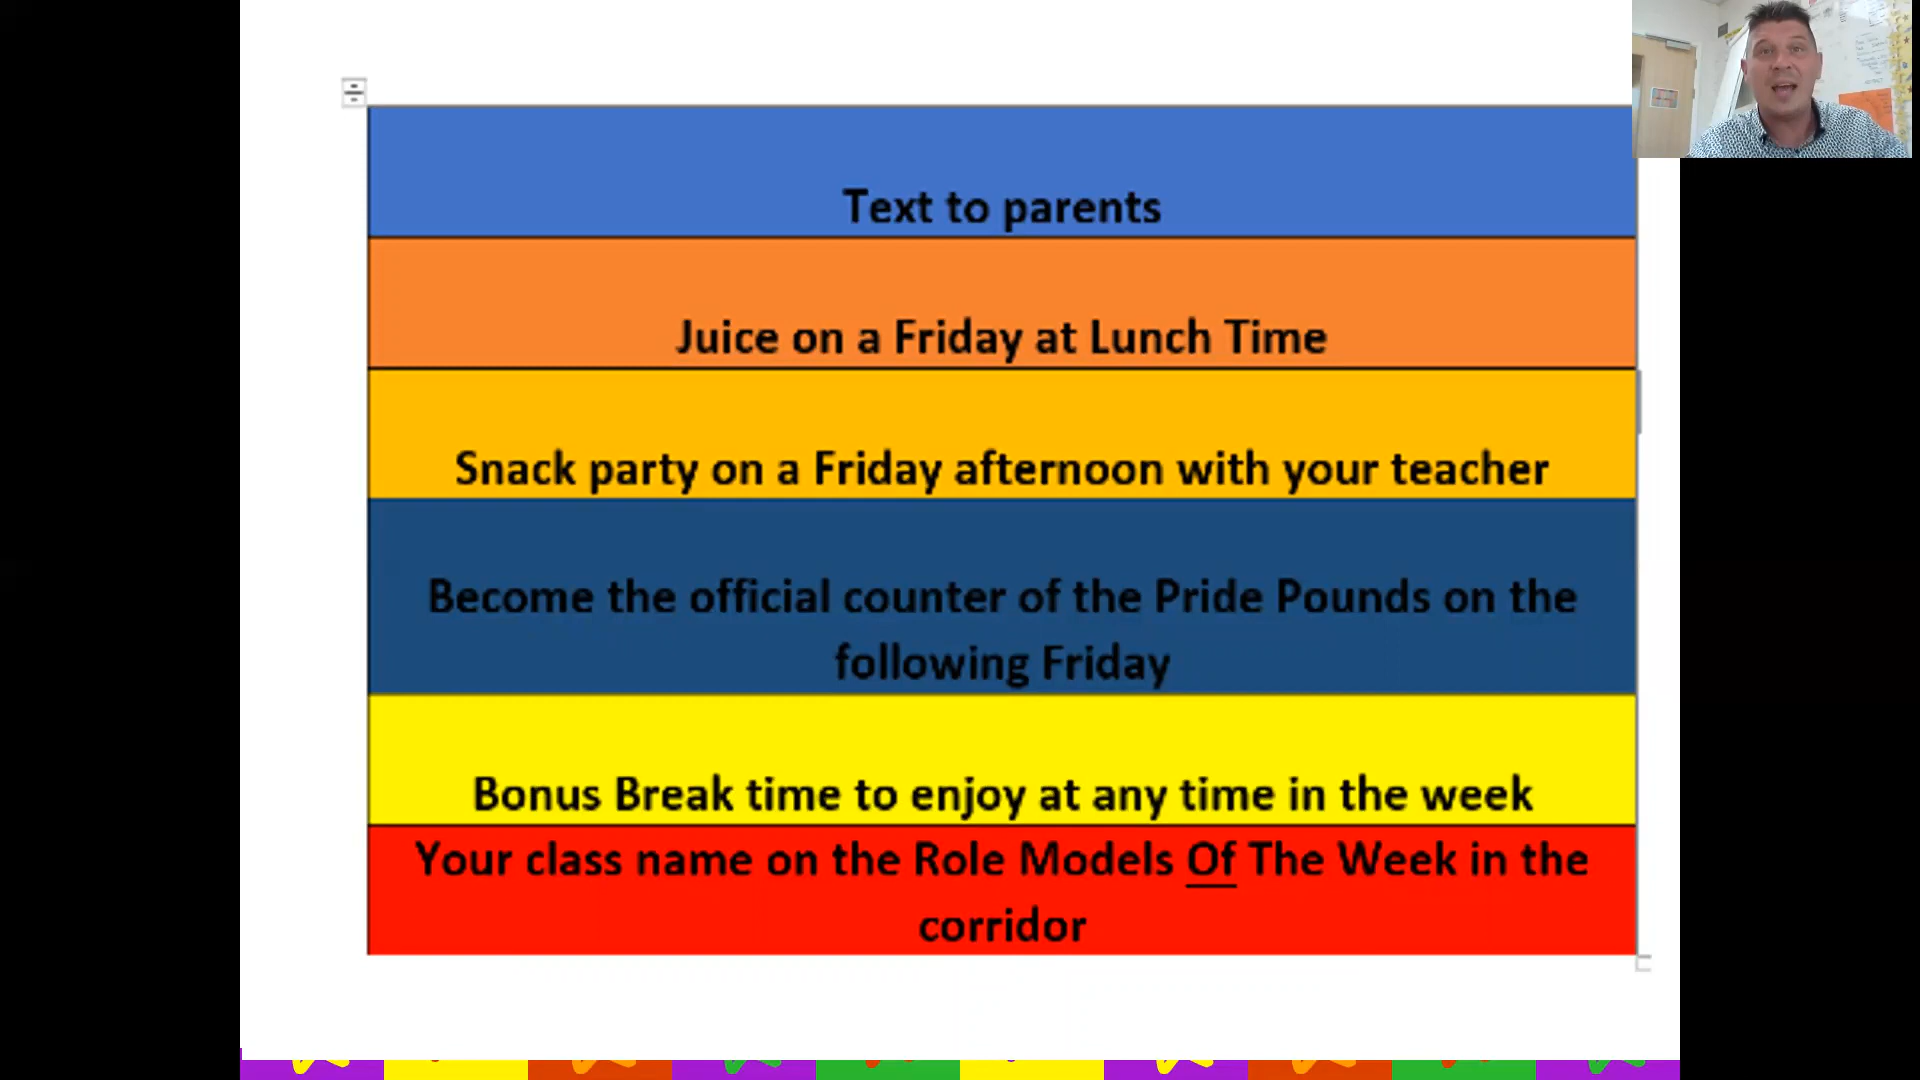 Text to parents
Juice on a Friday at Lunch Time
Snack party on a Friday afternoon with your teacher
Become the official counter of the Pride Pounds on the
following Friday
Bonus Break time to enjoy at any time in the week
Your class name on the Role Models Of The Week in the
corridor